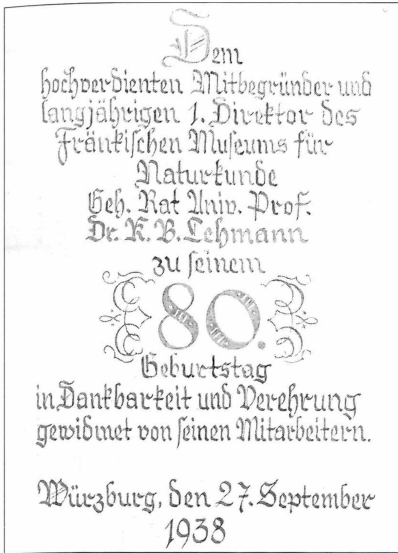 Dem
hochverdienten Mitbegründer und
langjährigen 1. Direktor des
Fränkischen Museums für
Naturkunde
Geh. Rat Univ. Prof.
Dr. K. B. Lehmann
zu seinem
80.
Geburtstag
in Dankbarkeit und Verehrung
gewidmet von seinen Mitarbeitern.
Würzburg, den 27. September
1938